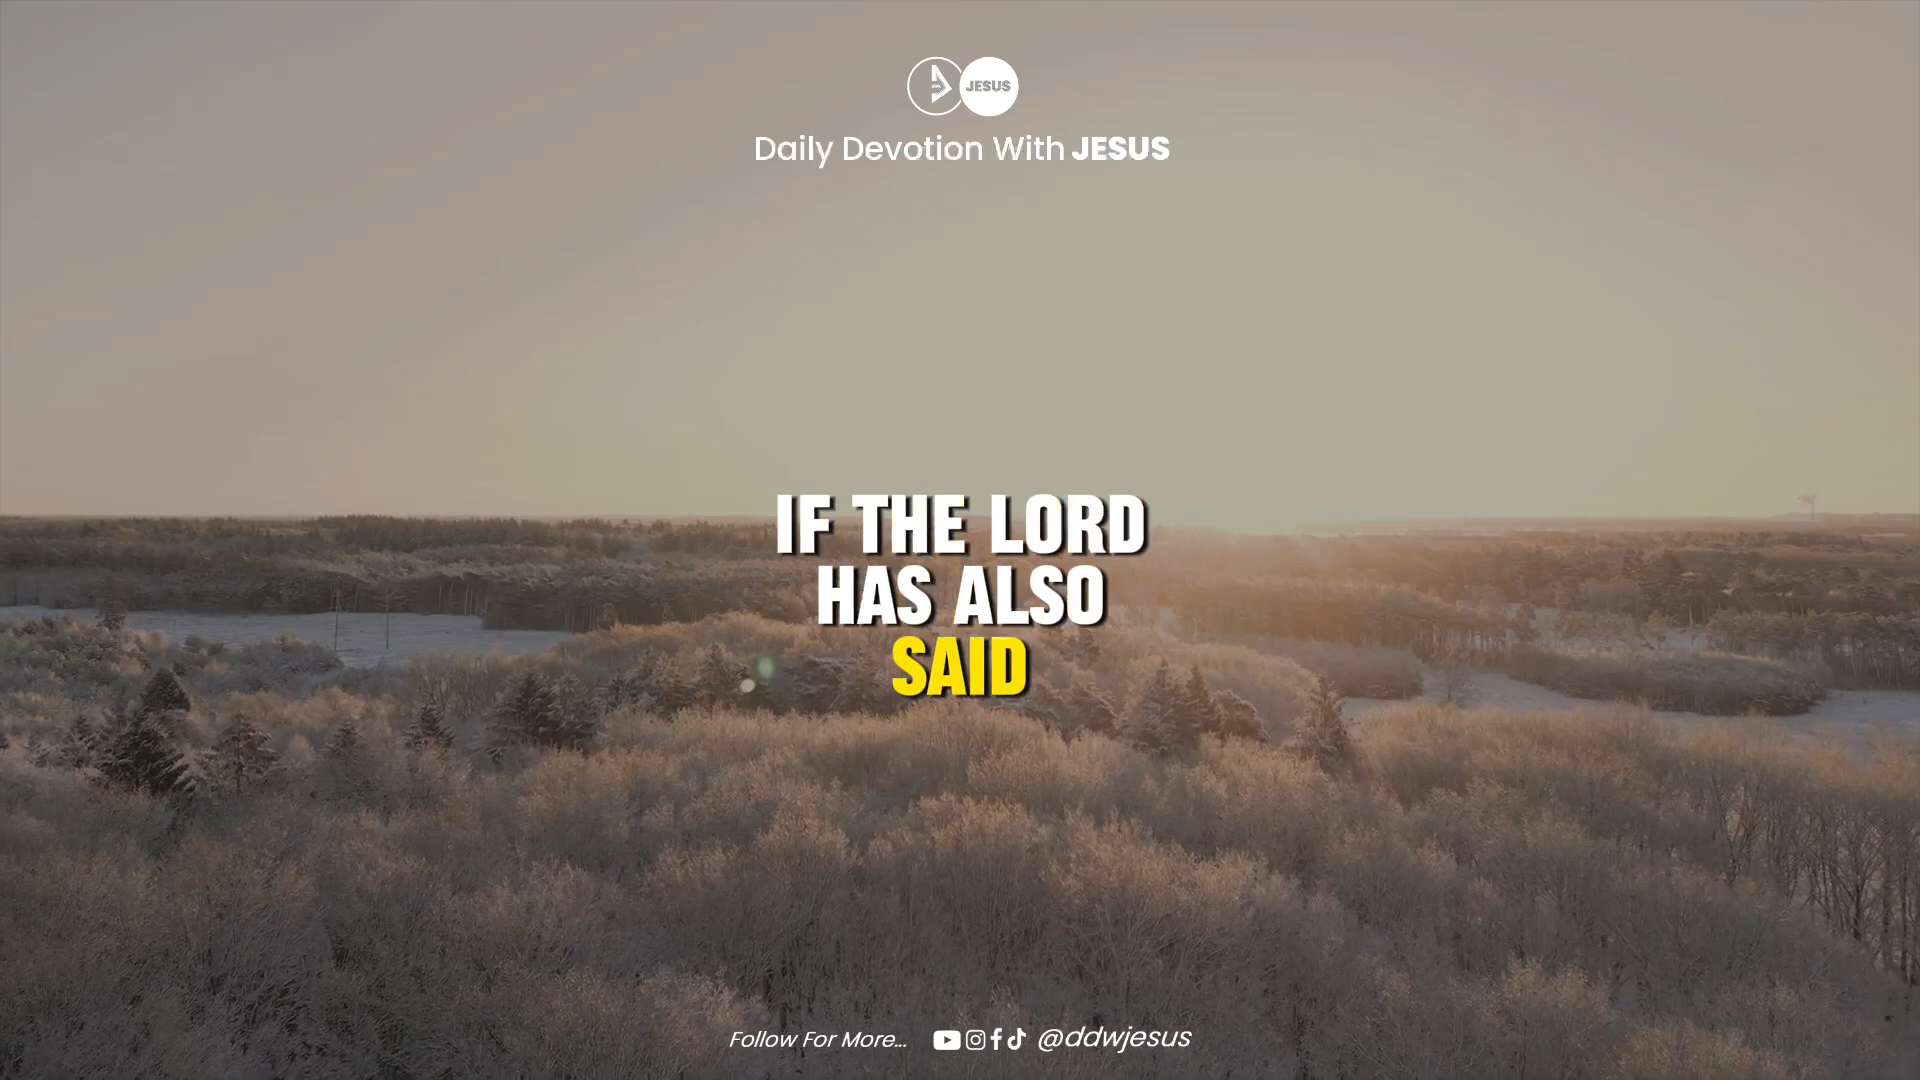 JESUS
Daily Devotion With JESUS
IF THE LORD
HAS ALSO
SAID
Follow For More... @ddwjesus